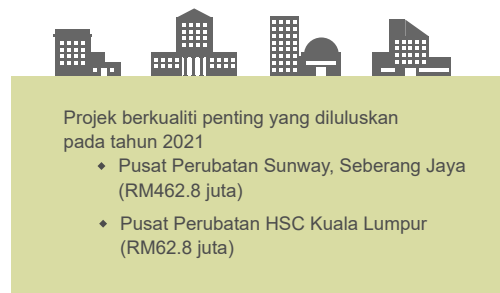 Projek berkualiti penting yang diluluskan
pada tahun 2021
◆ Pusat Perubatan Sunway, Seberang Jaya
(RM462.8 juta)
◆ Pusat Perubatan HSC Kuala Lumpur
(RM62.8 juta)